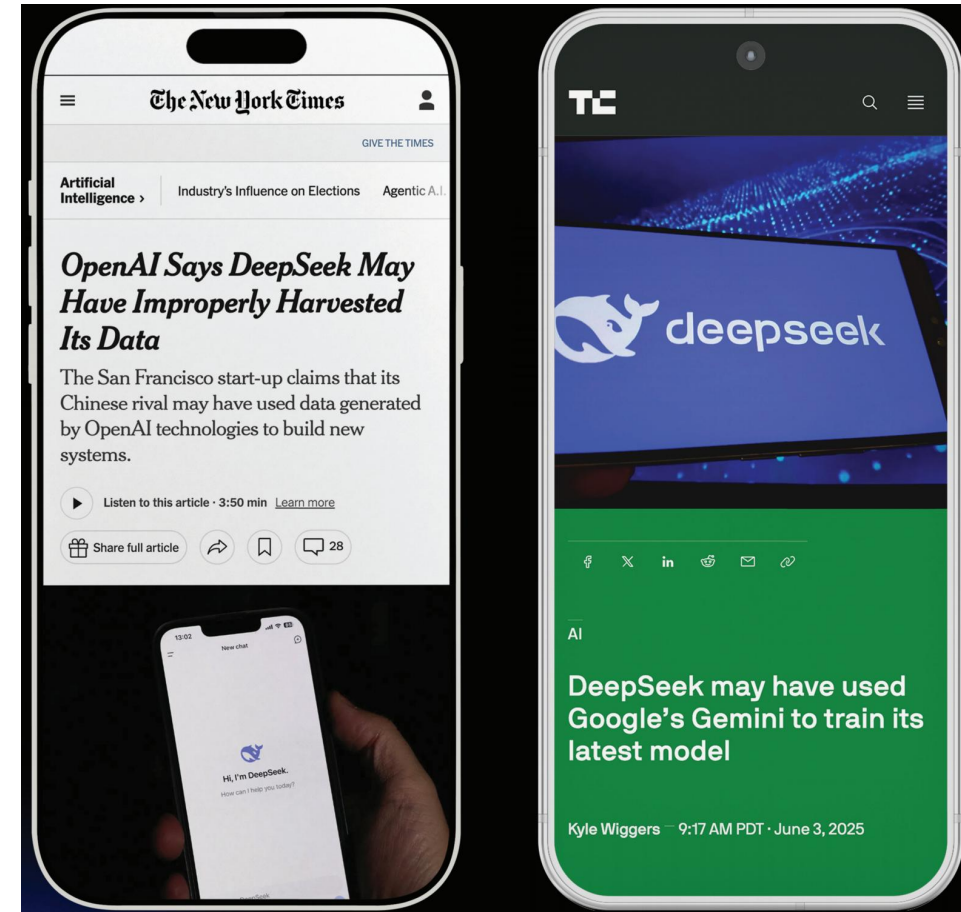 The New York Times
GIVE THE TIMES
Artificial
Intelligence >
Industry's Influence on Elections
Agentic A.I.
OpenAI Says DeepSeek May
Have Improperly Harvested
Its Data
The San Francisco start-up claims that its
Chinese rival may have used data generated
by OpenAI technologies to build new
systems.
Listen to this article · 3:50 min Learn more
Share full article
28
13:02
New chat
Hi, I'm DeepSeek.
How can I help you today?
DeepSeek
TC
deepseek
f X in
AI
DeepSeek may have used
Google's Gemini to train its
latest model
Kyle Wiggers — 9:17 AM PDT · June 3, 2025